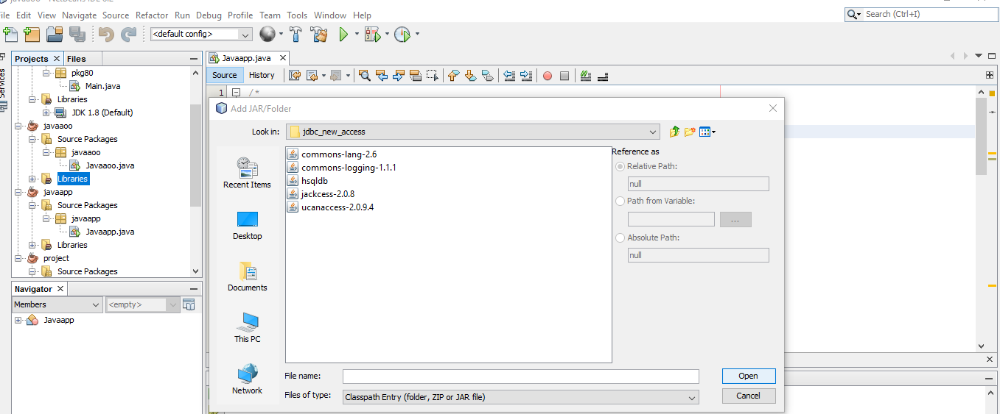 File Edit View Navigate Source Refactor Run Debug Profile Team Tools Window Help
Search (Ctrl+I)
<default config>
Projects
Files
Services
pkg80
Main.java
Libraries
JDK 1.8 (Default)
javaaoo
Source Packages
javaaoo
Javaaoo.java
Libraries
javaapp
Source Packages
javaapp
Javaapp.java
Libraries
project
Source Packages
Navigator
Members
<empty>
Javaapp
Javaapp.java
Source
History
1
/*
Add JAR/Folder
Look in:
jdbc_new_access
Recent Items
Desktop
Documents
This PC
Network
commons-lang-2.6
commons-logging-1.1.1
hsqldb
jackcess-2.0.8
ucanaccess-2.0.9.4
Reference as
Relative Path:
null
Path from Variable:
...
Absolute Path:
null
File name:
Open
Files of type:
Classpath Entry (folder, ZIP or JAR file)
Cancel